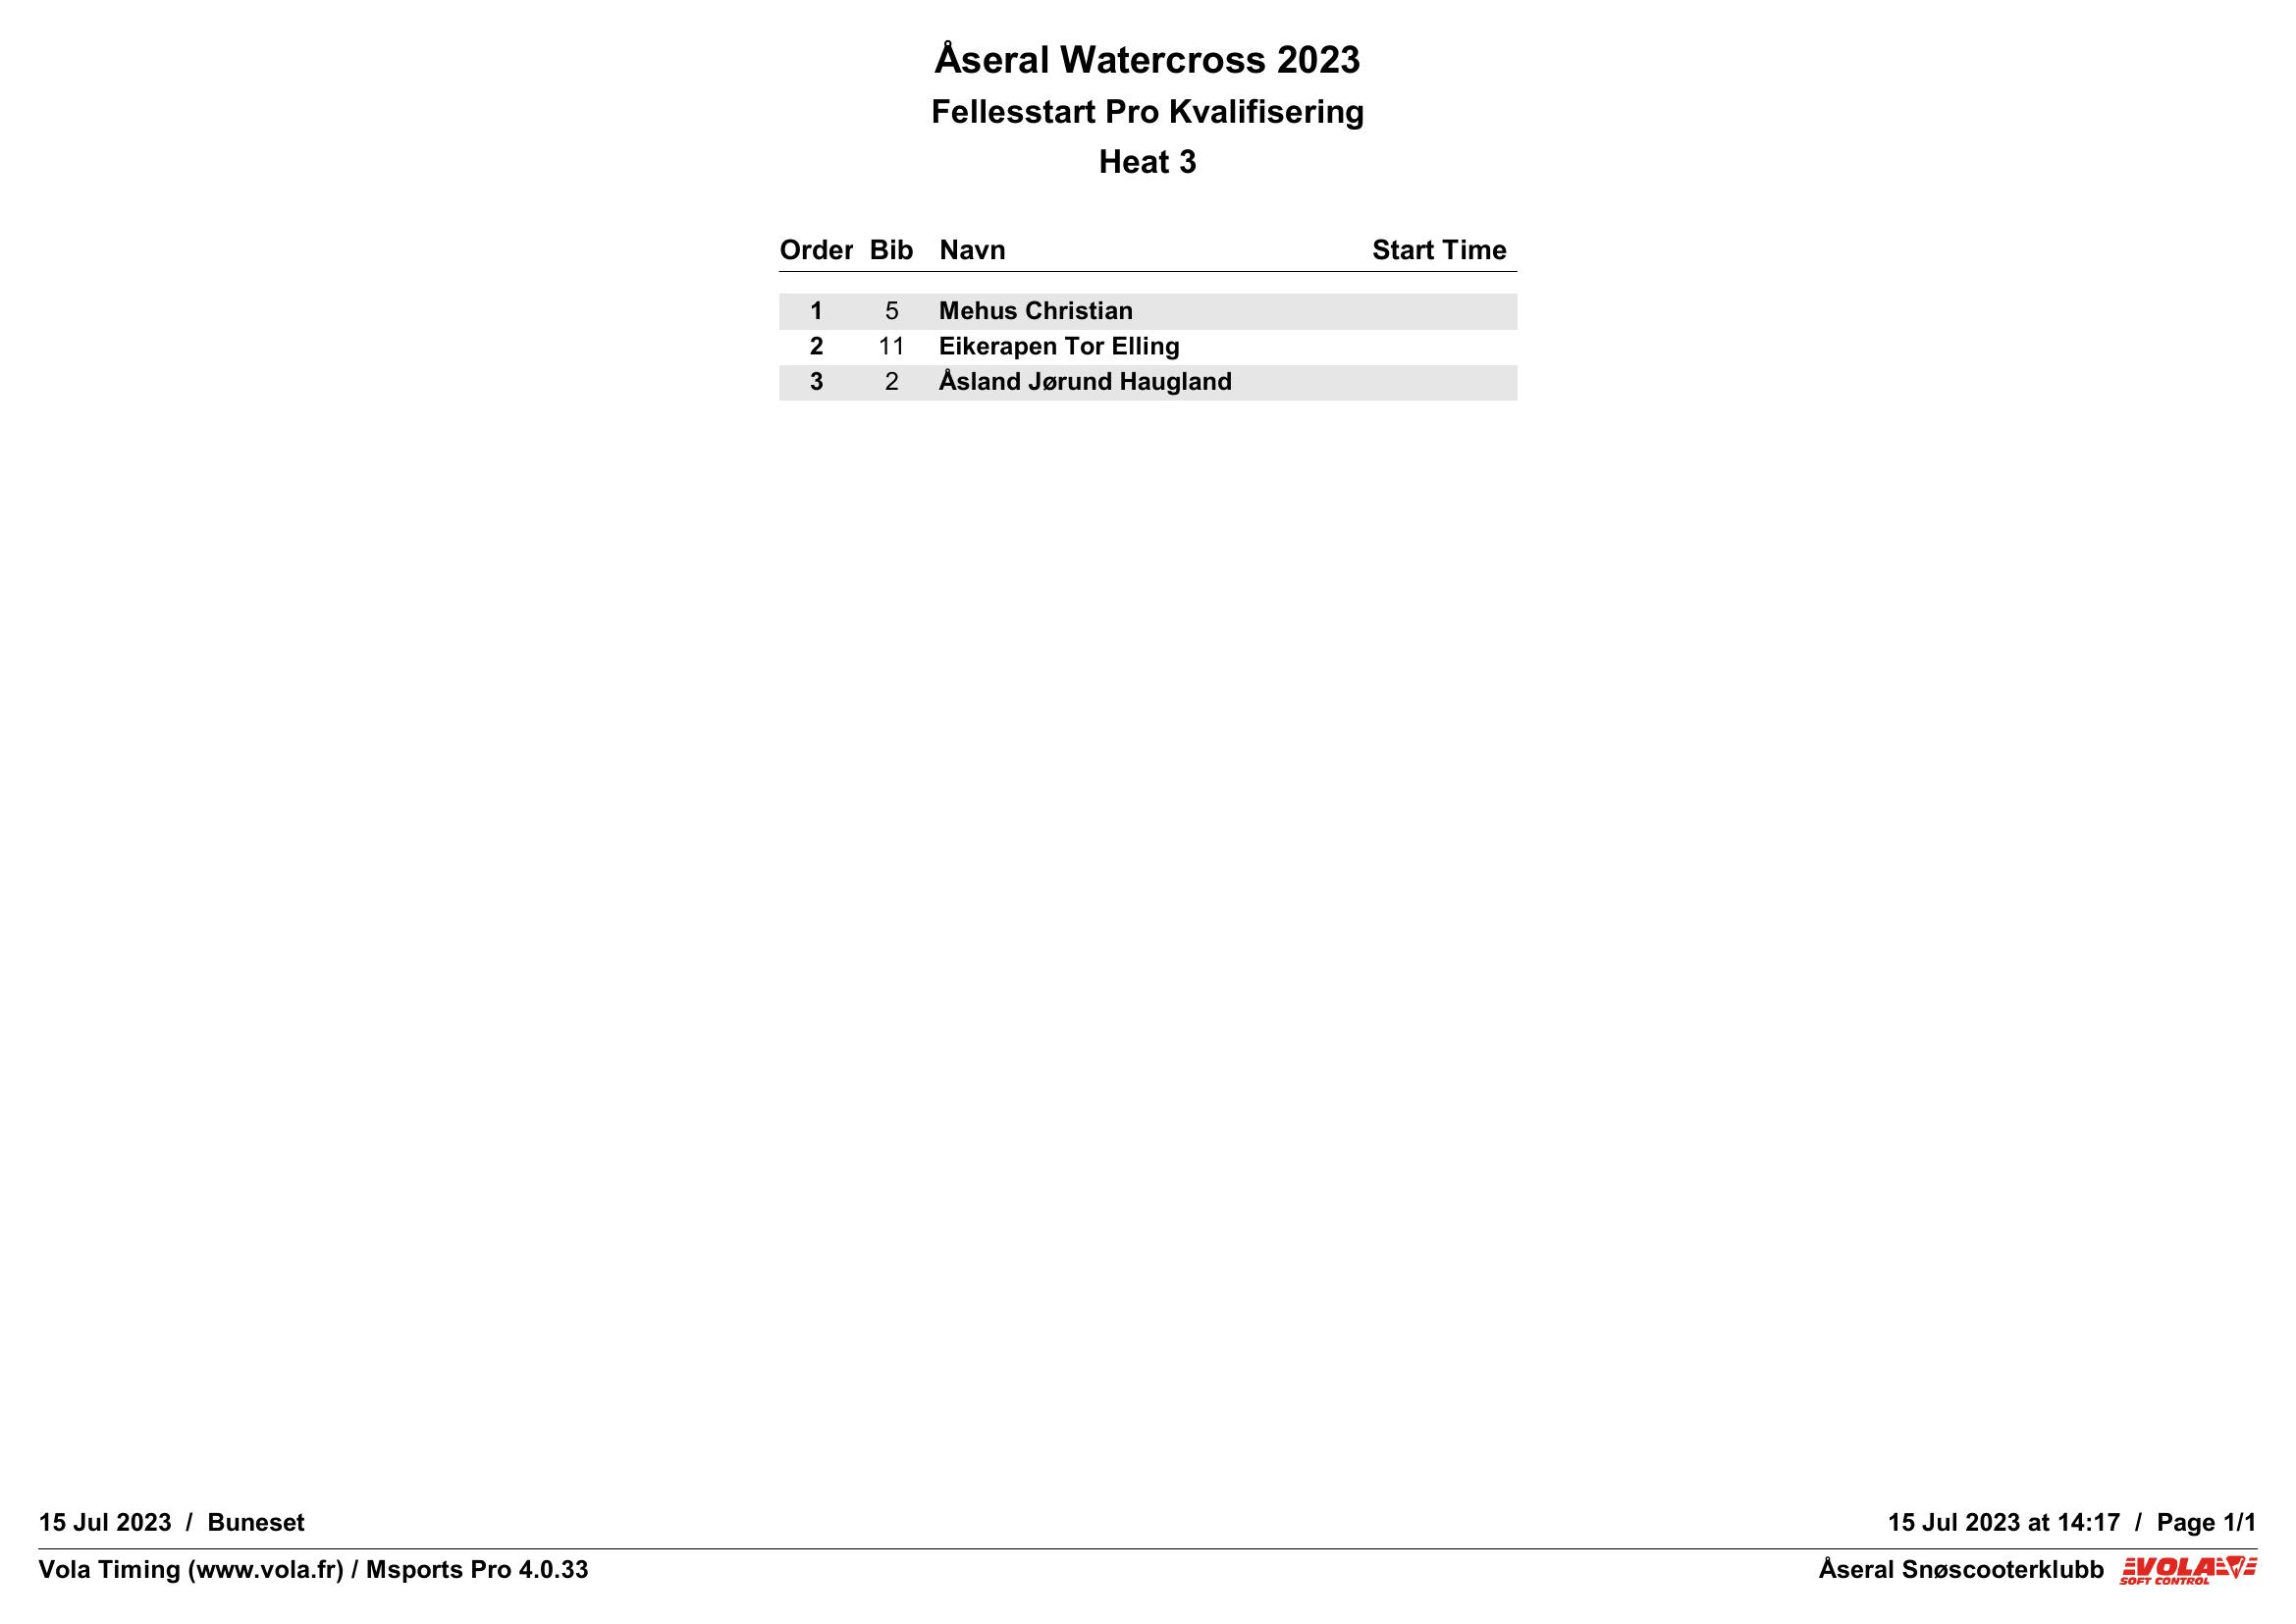 Åseral Watercross 2023
Fellesstart Pro Kvalifisering
Heat 3
Order Bib Navn Start Time
1 5 Mehus Christian
2 11 Eikerapen Tor Elling
3 2 Åsland Jørund Haugland
15 Jul 2023 / Buneset 15 Jul 2023 at 14:17 / Page 1/1
Vola Timing (www.vola.fr) / Msports Pro 4.0.33 Åseral Snøscooterklubb VOLA
SOFT CONTROL